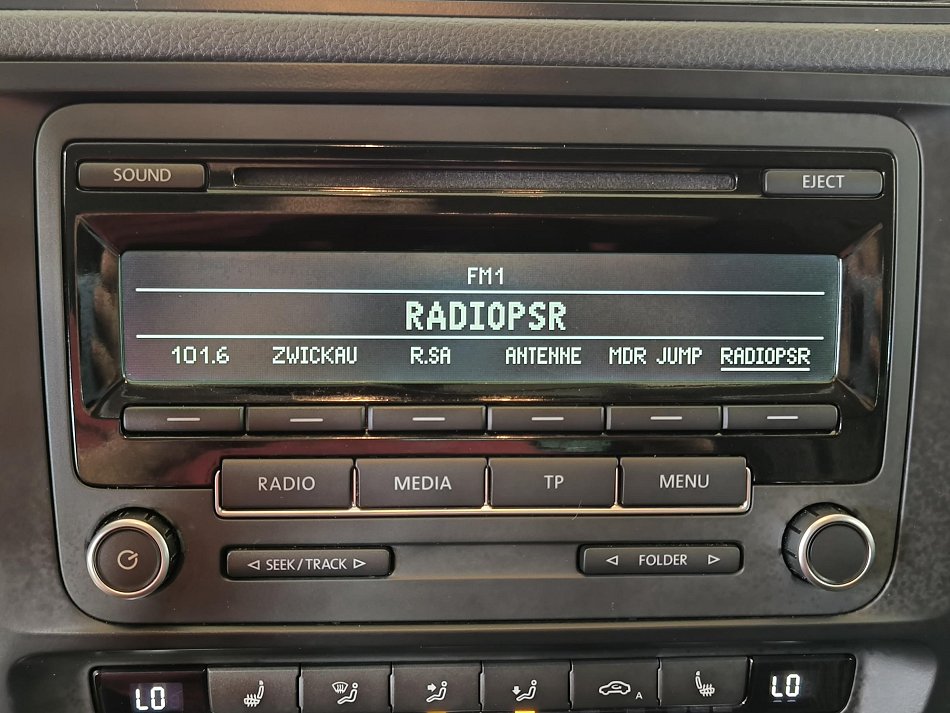 SOUND EJECT
FM1
RADIOPSR
101.6 ZWICKAU R.SA ANTENNE MDR JUMP RADIOPSR
RADIO MEDIA TP MENU
SEEK/TRACK FOLDER
LO A LO